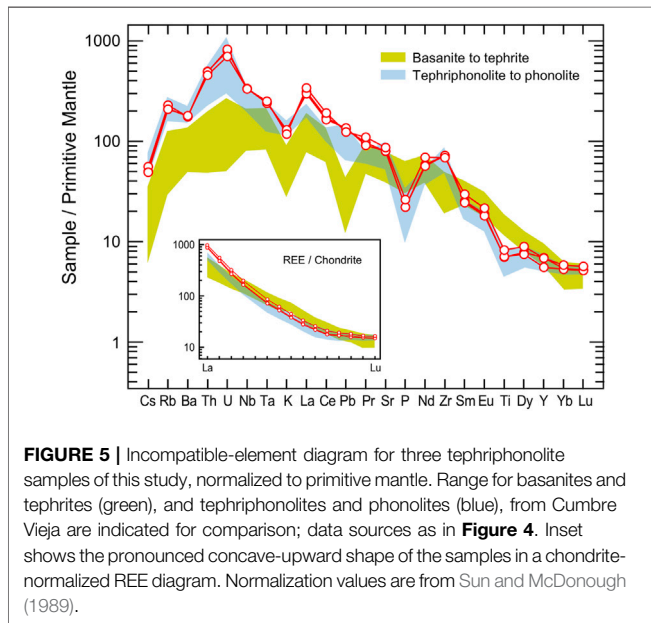 1000
100
10
1
Sample / Primitive Mantle
Basanite to tephrite
Tephriphonolite to phonolite
REE / Chondrite
1000
100
10
La Lu
Cs Rb Ba Th U Nb Ta K La Ce Pb Pr Sr P Nd Zr Sm Eu Ti Dy Y Yb Lu
FIGURE 5 | Incompatible-element diagram for three tephriphonolite
samples of this study, normalized to primitive mantle. Range for basanites and
tephrites (green), and tephriphonolites and phonolites (blue), from Cumbre
Vieja are indicated for comparison; data sources as in Figure 4. Inset
shows the pronounced concave-upward shape of the samples in a chondrite-
normalized REE diagram. Normalization values are from Sun and McDonough
(1989).